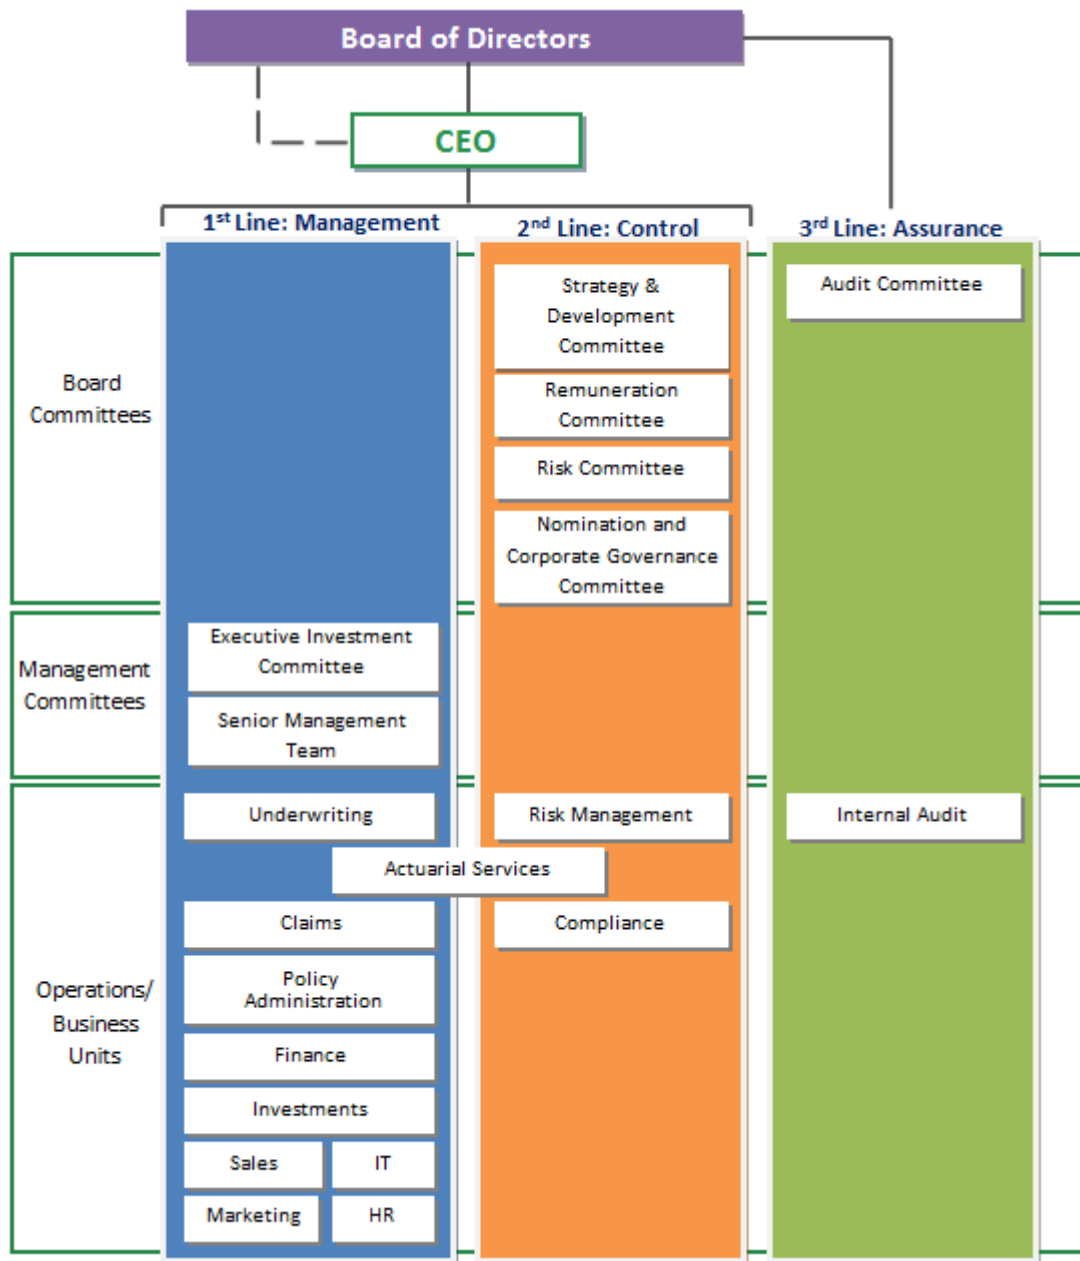 Board of Directors
CEO
1st Line: Management
2nd Line: Control
3rd Line: Assurance
Board
Committees
Strategy &
Development
Committee
Remuneration
Committee
Risk Committee
Nomination and
Corporate Governance
Committee
Audit Committee
Management
Committees
Executive Investment
Committee
Senior Management
Team
Operations/
Business
Units
Underwriting
Risk Management
Internal Audit
Actuarial Services
Claims
Compliance
Policy
Administration
Finance
Investments
Sales
IT
Marketing
HR